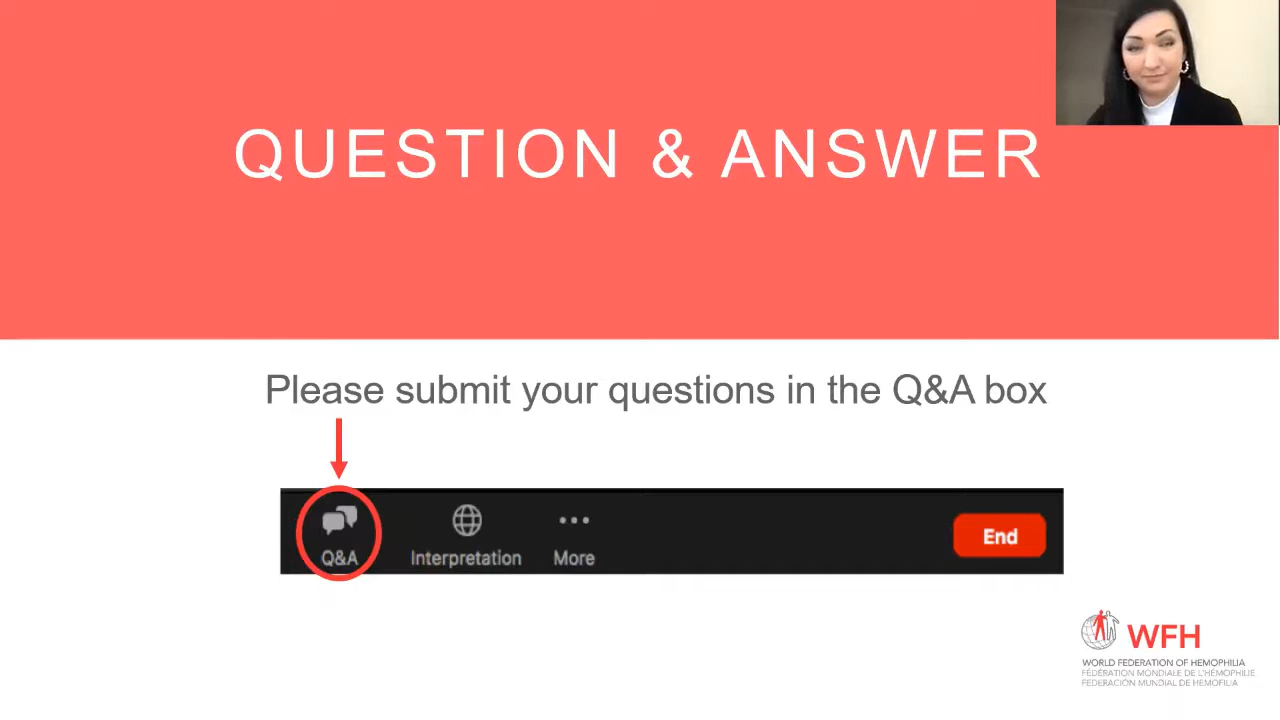 QUESTION & ANSWER
Please submit your questions in the Q&A box
Q&A
Interpretation
More
End
WFH
WORLD FEDERATION OF HEMOPHILIA
FÉDÉRATION MONDIALE DE L'HÉMOPHILIE
FEDERACIÓN MUNDIAL DE HEMOFILIA